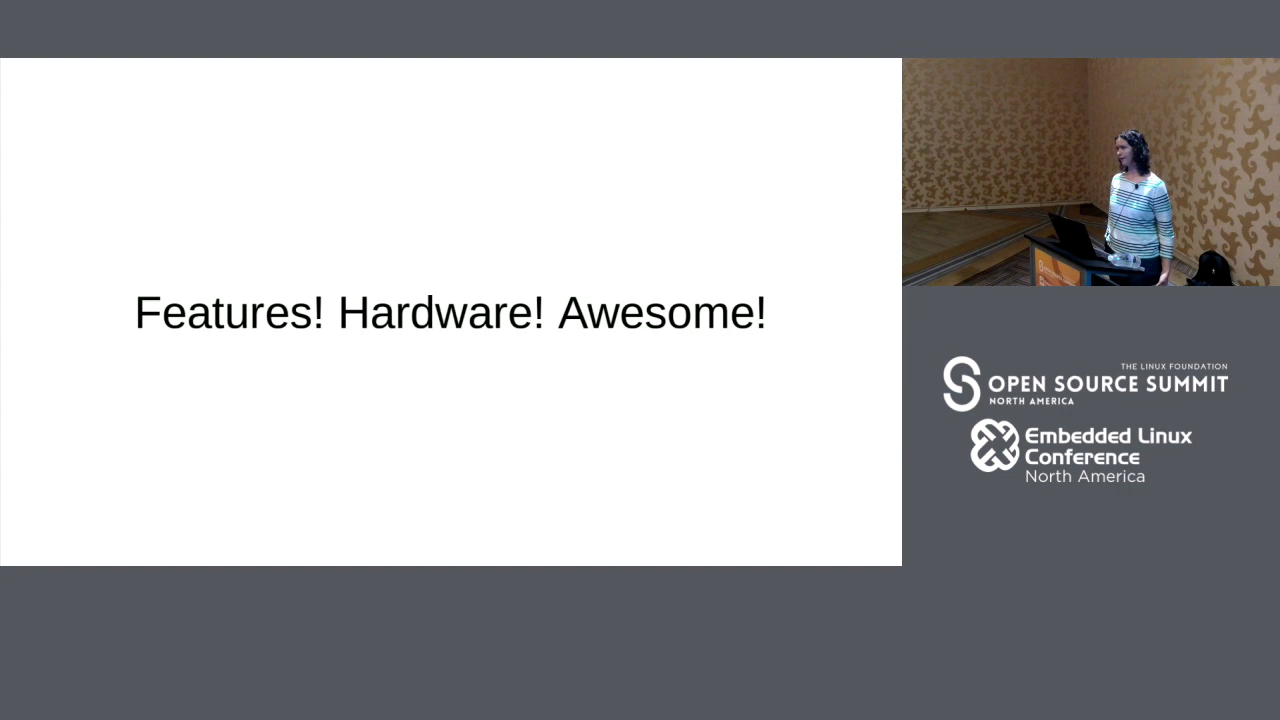 Features! Hardware! Awesome!
THE LINUX FOUNDATION
OPEN SOURCE SUMMIT
NORTH AMERICA
Embedded Linux
Conference
North America